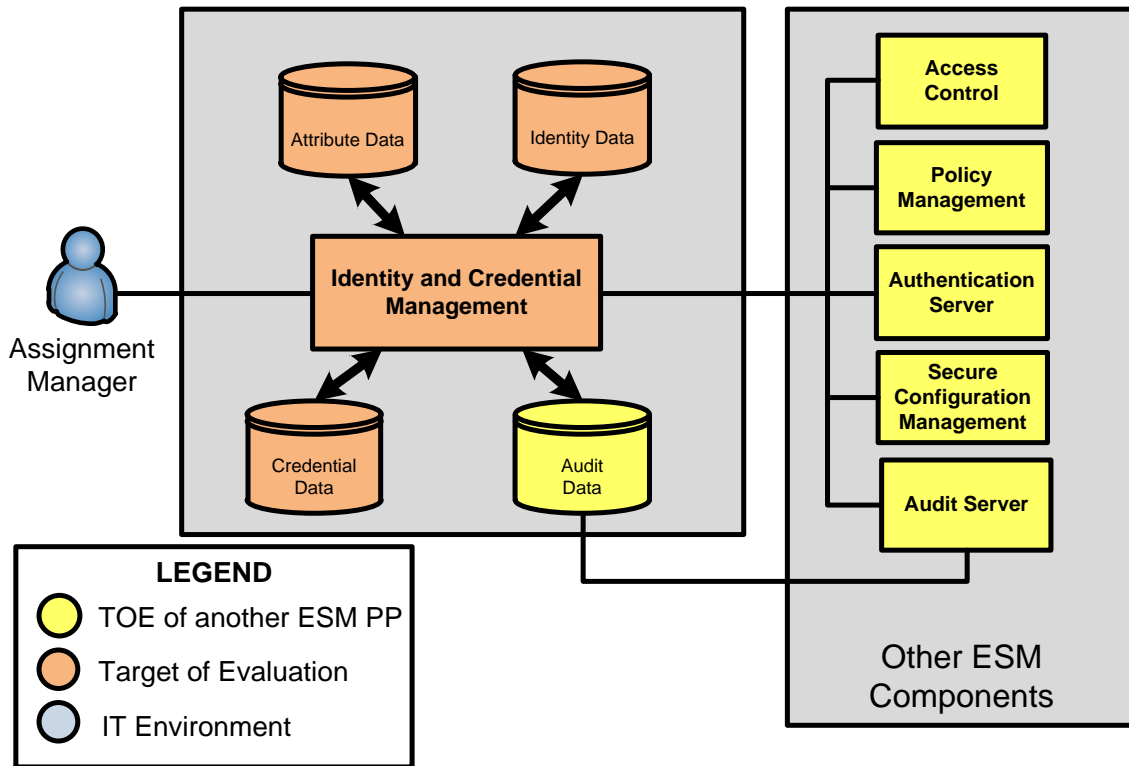 Attribute Data
Identity Data
Identity and Credential
Management
Assignment
Manager
Credential
Data
Audit
Data
Access
Control
Policy
Management
Authentication
Server
Secure
Configuration
Management
Audit Server
Other ESM
Components
LEGEND
TOE of another ESM PP
Target of Evaluation
IT Environment